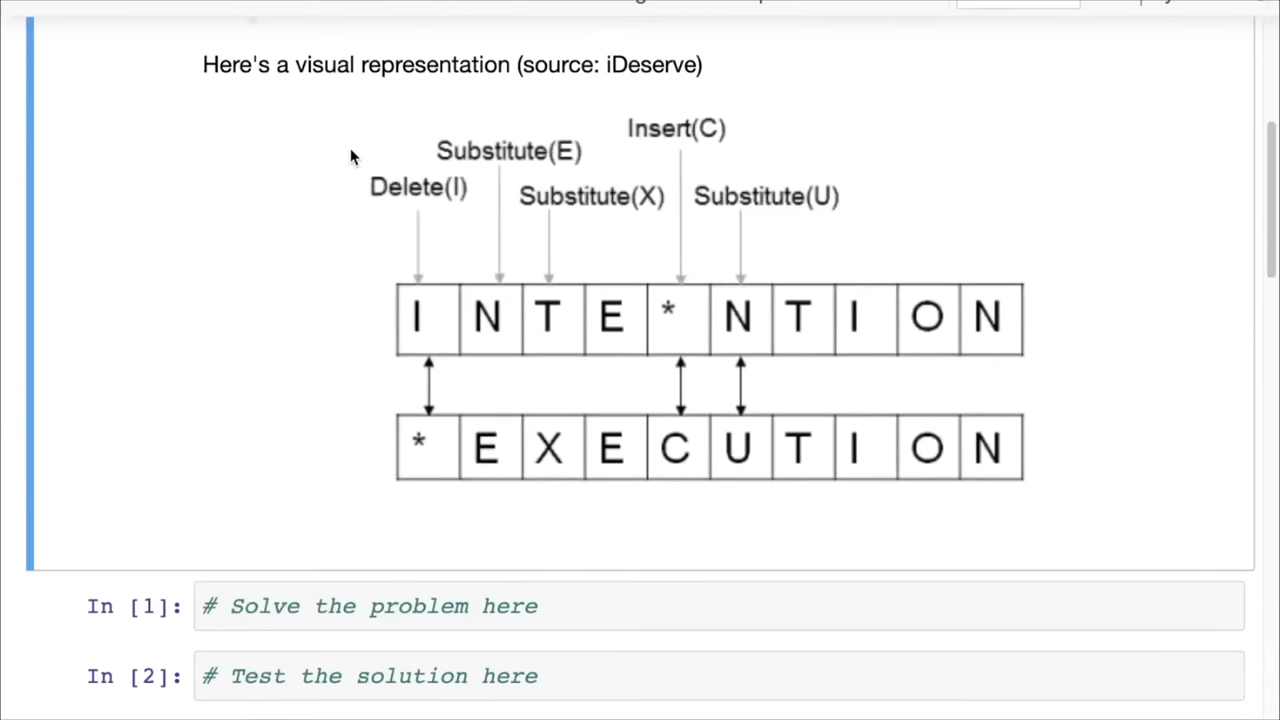 Here's a visual representation (source: iDeserve)
Insert(C)
Substitute(E)
Delete(I)
Substitute(X)
Substitute(U)
I N T E * N T I O N
* E X E C U T I O N
In [1]: # Solve the problem here
In [2]: # Test the solution here